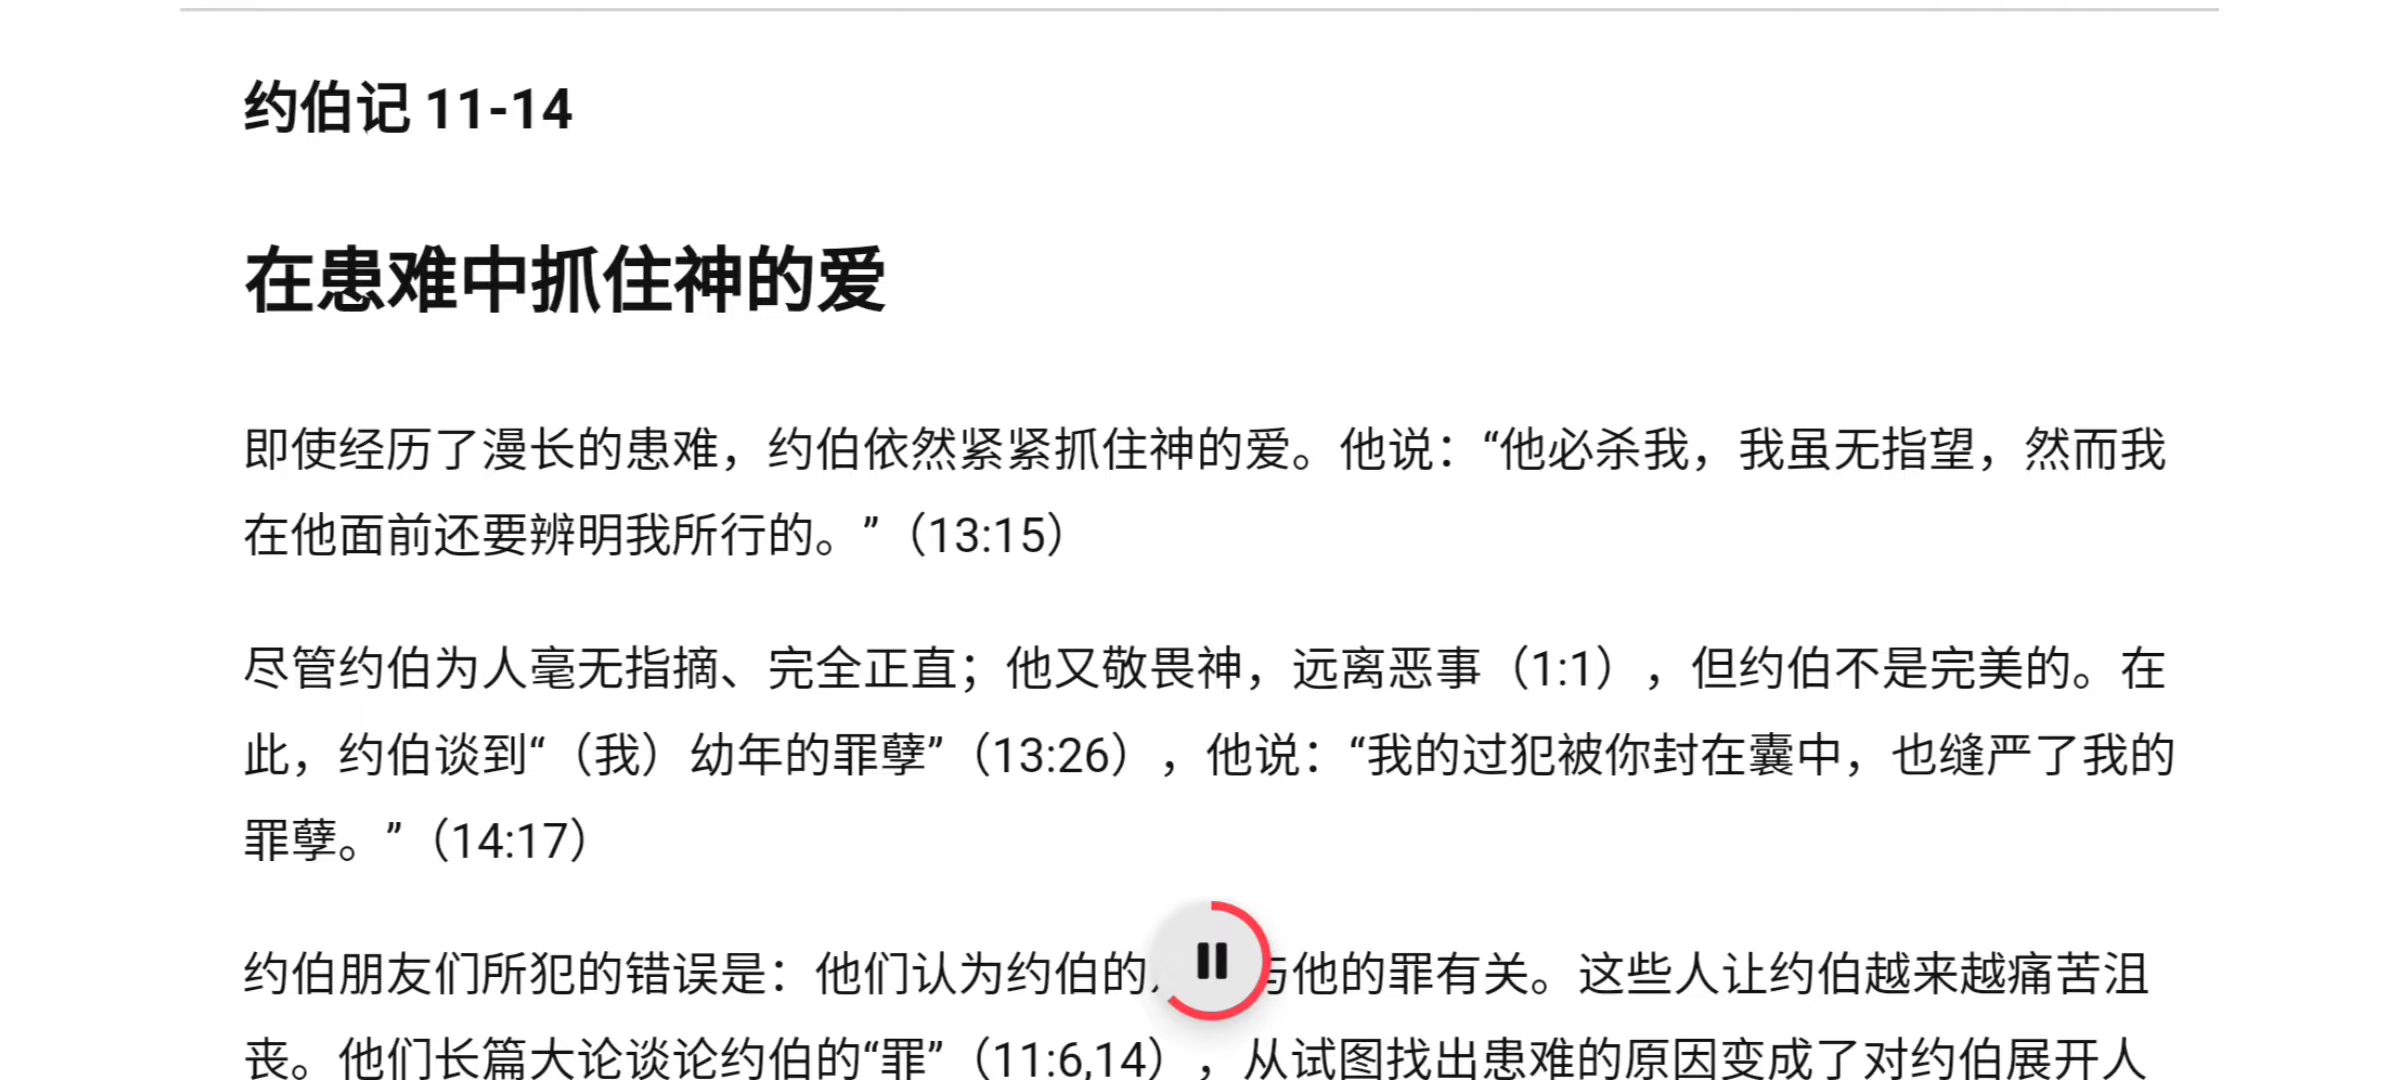 约伯记 11-14
在患难中抓住神的爱
即使经历了漫长的患难，约伯依然紧紧抓住神的爱。他说：“他必杀我，我虽无指望，然而我
在他面前还要辨明我所行的。”（13:15）
尽管约伯为人毫无指摘、完全正直；他又敬畏神，远离恶事（1:1），但约伯不是完美的。在
此，约伯谈到“（我）幼年的罪孽”（13:26），他说：“我的过犯被你封在囊中，也缝严了我的
罪孽。”（14:17）
约伯朋友们所犯的错误是：他们认为约伯的与他的罪有关。这些人让约伯越来越痛苦沮
丧。他们长篇大论谈论约伯的“罪”（11:6,14），从试图找出患难的原因变成了对约伯展开人